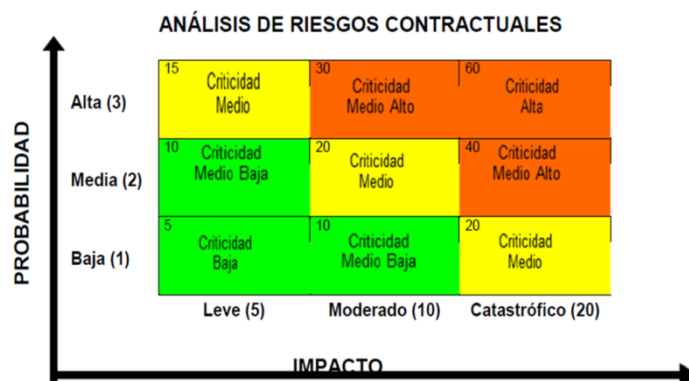 ANÁLISIS DE RIESGOS CONTRACTUALES
PROBABILIDAD
Alta (3)
15
Criticidad
Medio
30
Criticidad
Medio Alto
60
Criticidad
Alta
Media (2)
10
Criticidad
Medio Baja
20
Criticidad
Medio
40
Criticidad
Medio Alto
Baja (1)
5
Criticidad
Baja
10
Criticidad
Medio Baja
20
Criticidad
Medio
Leve (5)
Moderado (10)
Catastrófico (20)
IMPACTO